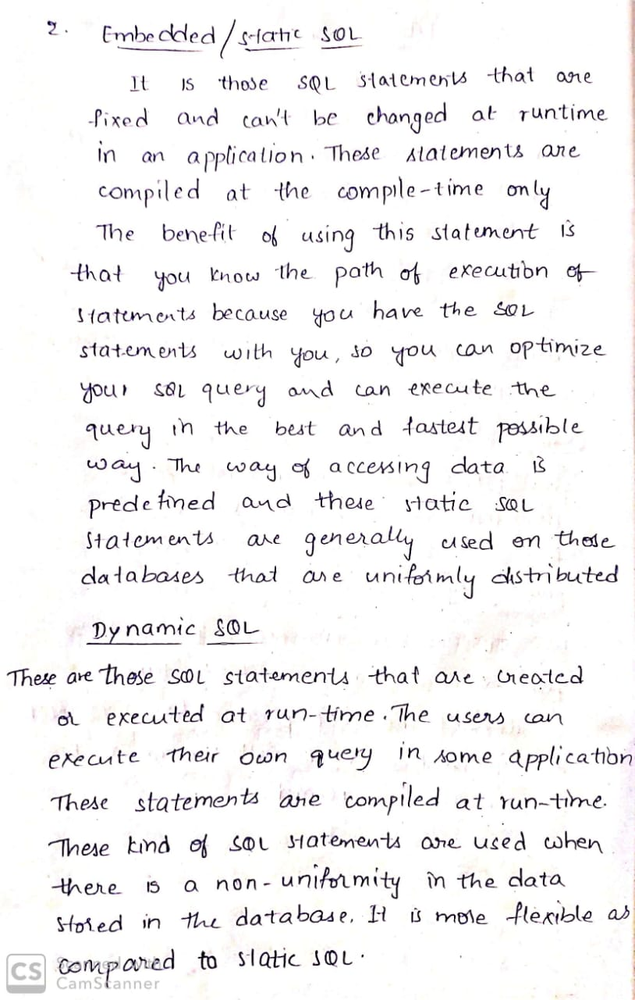 2. Embedded/static SQL
It is those SQL statements that are
fixed and can't be changed at runtime
in an application. These statements are
compiled at the compile-time only
The benefit of using this statement is
that you know the path of execution of
statements because you have the SQL
statements with you, so you can optimize
your SQL query and can execute the
query in the best and fastest possible
way. The way of accessing data is
predefined and these static SQL
statements are generally used on those
databases that are uniformly distributed
Dynamic SQL
These are those SQL statements that are created
or executed at run-time. The users can
execute their own query in some application
These statements are compiled at run-time.
These kind of SQL statements are used when
there is a non-uniformity in the data
stored in the database. It is more flexible as
compared to static SQL.
CS CamScanner